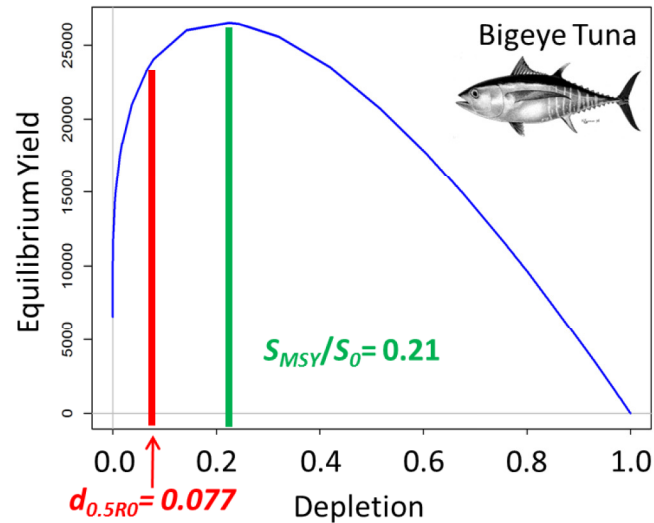 Bigeye Tuna
Equilibrium Yield
25000
20000
15000
10000
5000
0
S_MSY/S_0= 0.21
0.0 0.2 0.4 0.6 0.8 1.0
d_0.5R0= 0.077
Depletion